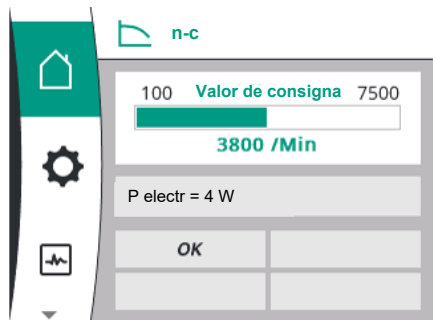 n-c
100 Valor de consigna 7500
3800 /Min
P electr = 4 W
OK